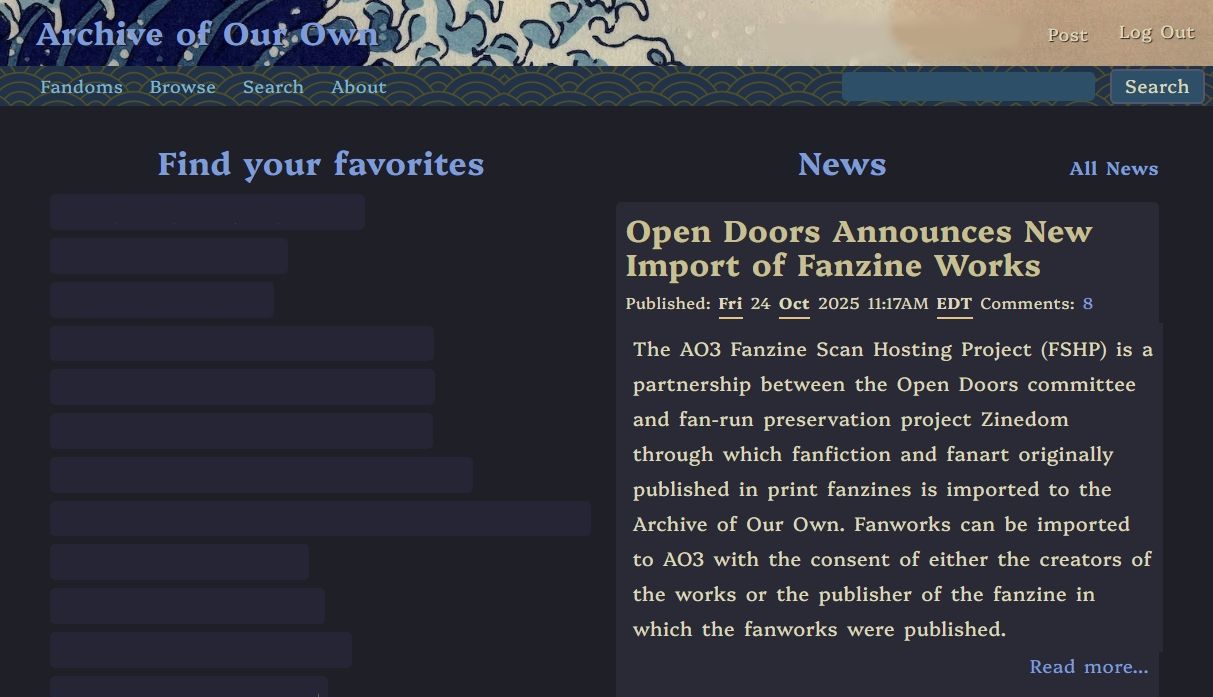 Archive of Our Own
Post
Log Out
Fandoms
Browse
Search
About
Search
Find your favorites
News
All News
Open Doors Announces New
Import of Fanzine Works
Published: Fri 24 Oct 2025 11:17AM EDT Comments: 8
The AO3 Fanzine Scan Hosting Project (FSHP) is a
partnership between the Open Doors committee
and fan-run preservation project Zinedom
through which fanfiction and fanart originally
published in print fanzines is imported to the
Archive of Our Own. Fanworks can be imported
to AO3 with the consent of either the creators of
the works or the publisher of the fanzine in
which the fanworks were published.
Read more...